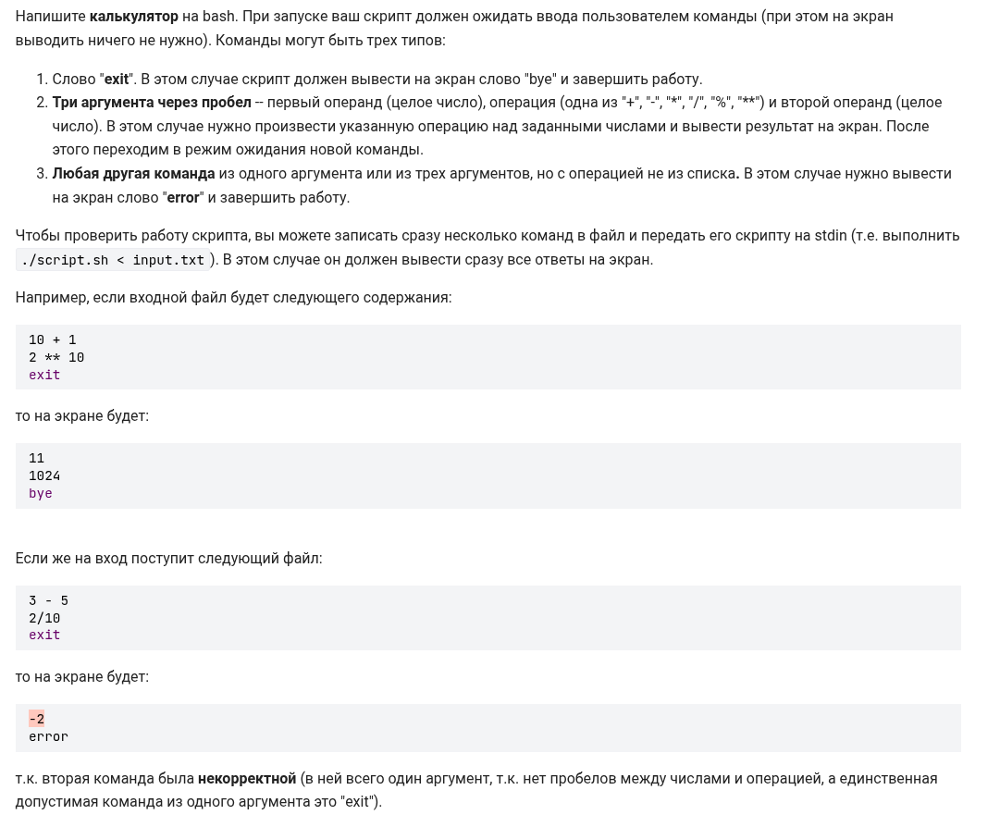 Напишите калькулятор на bash. При запуске ваш скрипт должен ожидать ввода пользователем команды (при этом на экран
выводить ничего не нужно). Команды могут быть трех типов:
1. Слово "exit". В этом случае скрипт должен вывести на экран слово "bye" и завершить работу.
2. Три аргумента через пробел -- первый операнд (целое число), операция (одна из "+", "-", "*", "/", "%", "**") и второй операнд (целое
число). В этом случае нужно произвести указанную операцию над заданными числами и вывести результат на экран. После
этого переходим в режим ожидания новой команды.
3. Любая другая команда из одного аргумента или из трех аргументов, но с операцией не из списка. В этом случае нужно вывести
на экран слово "error" и завершить работу.
Чтобы проверить работу скрипта, вы можете записать сразу несколько команд в файл и передать его скрипту на stdin (т.е. выполнить
./script.sh < input.txt ). В этом случае он должен вывести сразу все ответы на экран.
Например, если входной файл будет следующего содержания:
10 + 1
2 ** 10
exit
то на экране будет:
11
1024
bye
Если же на вход поступит следующий файл:
3 - 5
2/10
exit
то на экране будет:
-2
error
т.к. вторая команда была некорректной (в ней всего один аргумент, т.к. нет пробелов между числами и операцией, а единственная
допустимая команда из одного аргумента это "exit").